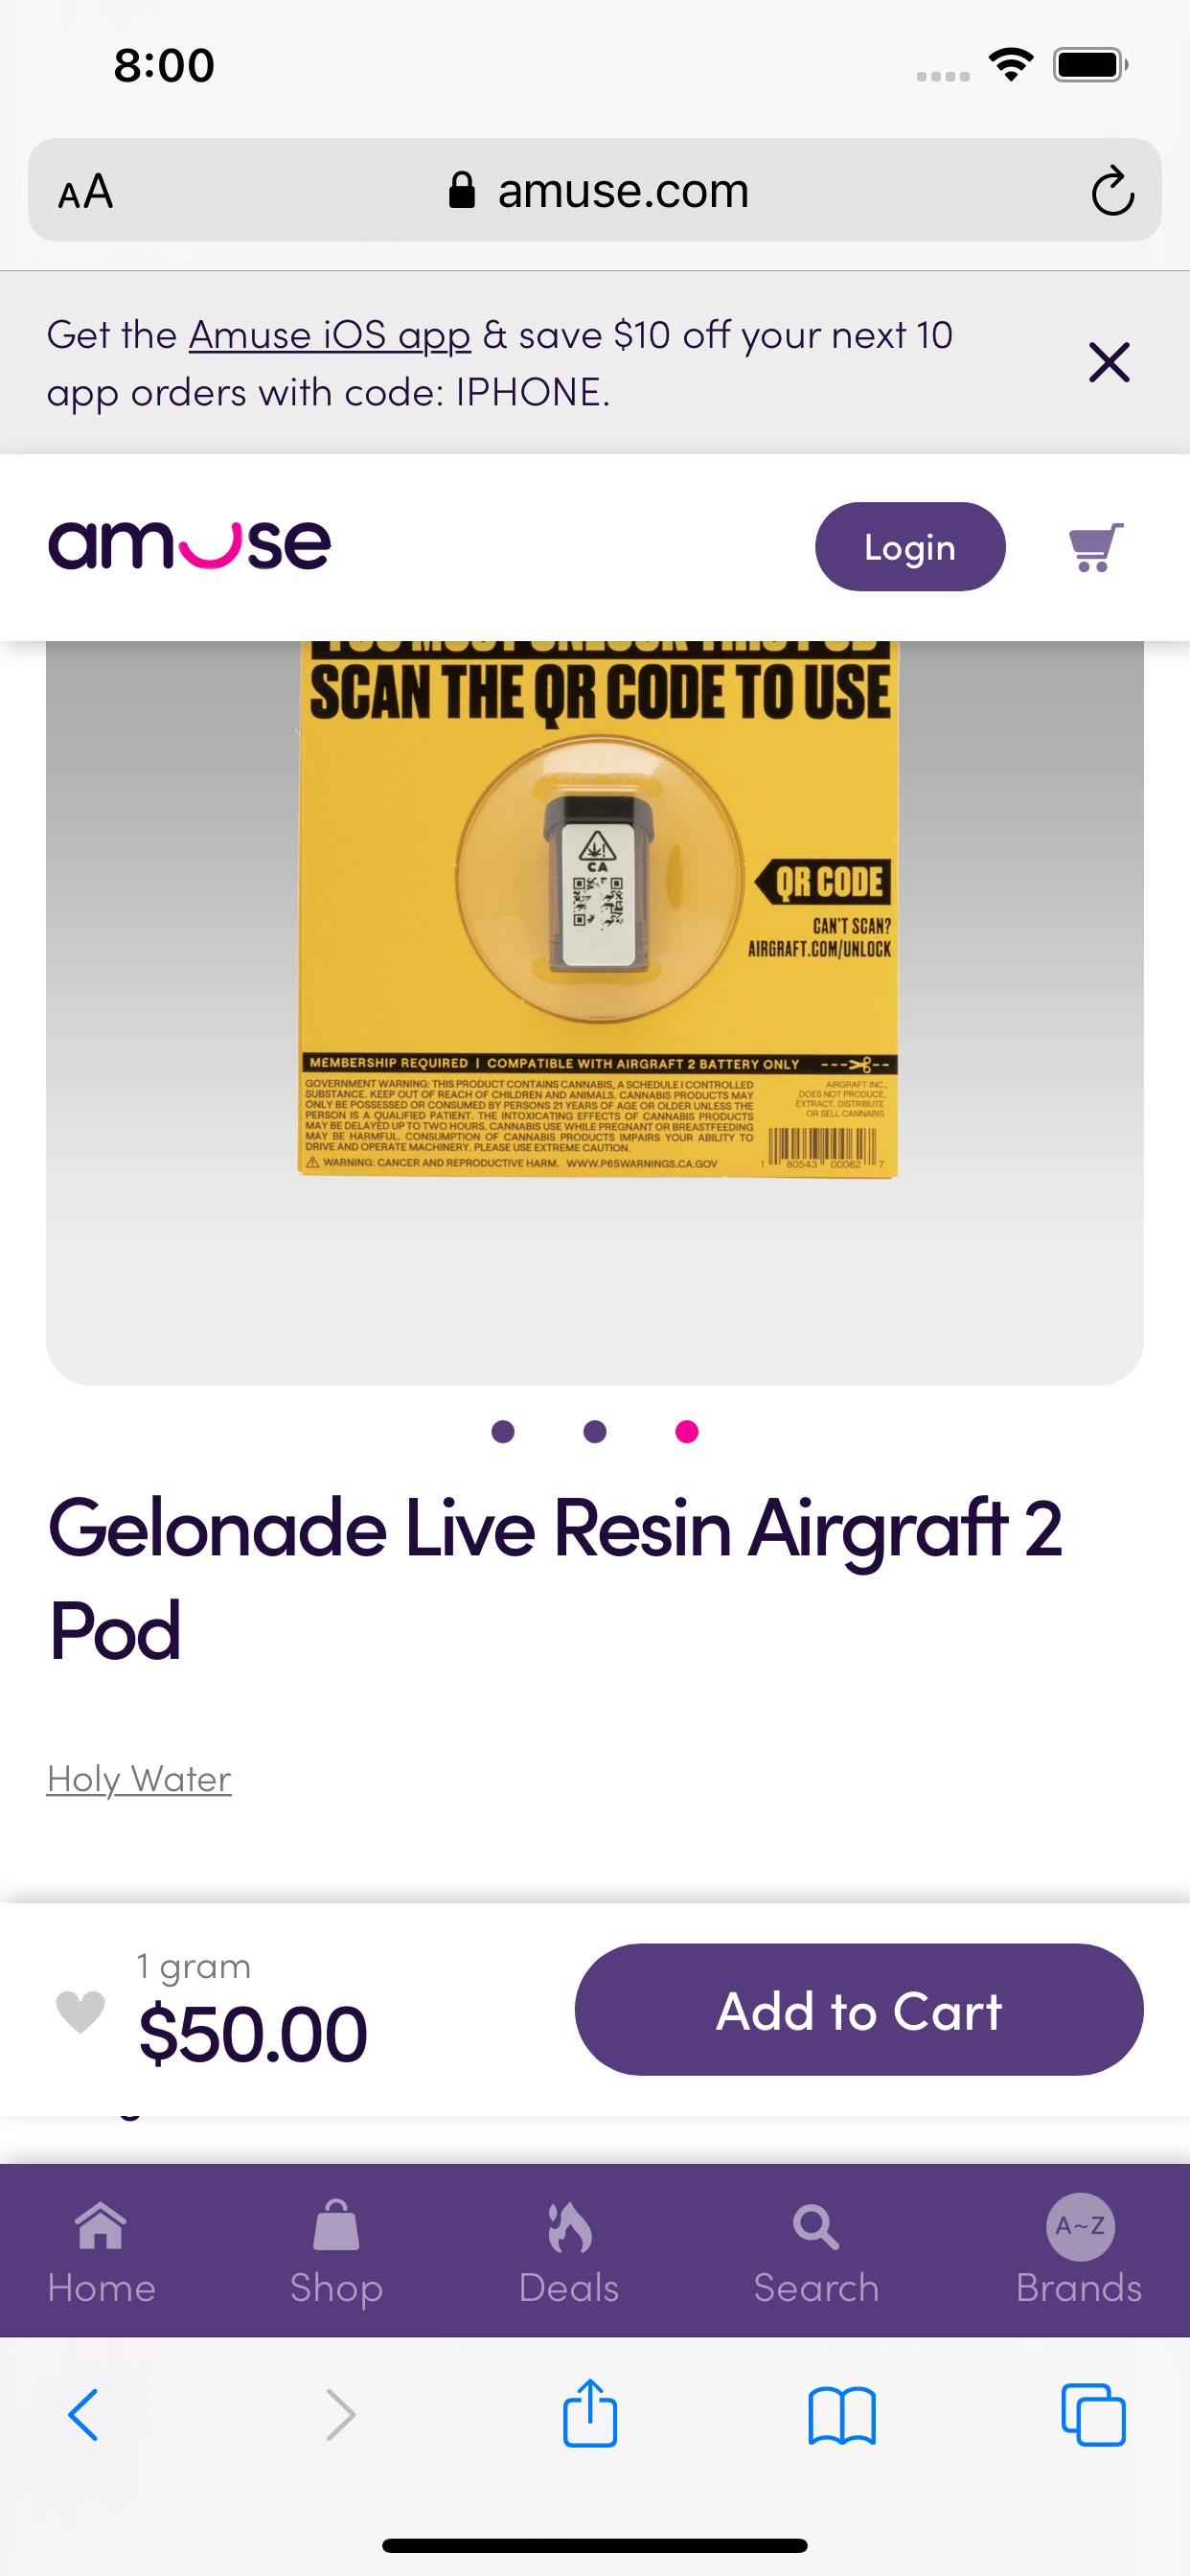 8:00
AA
amuse.com
Get the Amuse iOS app & save $10 off your next 10
app orders with code: IPHONE.
amuse
Login
SCAN THE QR CODE TO USE
CA
QR CODE
CAN'T SCAN?
AIRGRAFT.COM/UNLOCK
MEMBERSHIP REQUIRED | COMPATIBLE WITH AIRGRAFT 2 BATTERY ONLY
GOVERNMENT WARNING: THIS PRODUCT CONTAINS CANNABIS, A SCHEDULE I CONTROLLED
SUBSTANCE. KEEP OUT OF REACH OF CHILDREN AND ANIMALS. CANNABIS PRODUCTS MAY
ONLY BE POSSESSED OR CONSUMED BY PERSONS 21 YEARS OF AGE OR OLDER UNLESS THE
PERSON IS A QUALIFIED PATIENT. THE INTOXICATING EFFECTS OF CANNABIS PRODUCTS
MAY BE DELAYED UP TO TWO HOURS. CANNABIS USE WHILE PREGNANT OR BREASTFEEDING
MAY BE HARMFUL. CONSUMPTION OF CANNABIS PRODUCTS IMPAIRS YOUR ABILITY TO
DRIVE AND OPERATE MACHINERY. PLEASE USE EXTREME CAUTION.
WARNING: CANCER AND REPRODUCTIVE HARM. WWW.P65WARNINGS.CA.GOV
AIRGRAFT INC.,
DOES NOT PRODUCE,
EXTRACT, DISTRIBUTE
OR SELL CANNABIS
1 80543 00062 7
Gelonade Live Resin Airgraft 2
Pod
Holy Water
1 gram
$50.00
Add to Cart
Home
Shop
Deals
Search
A~Z
Brands